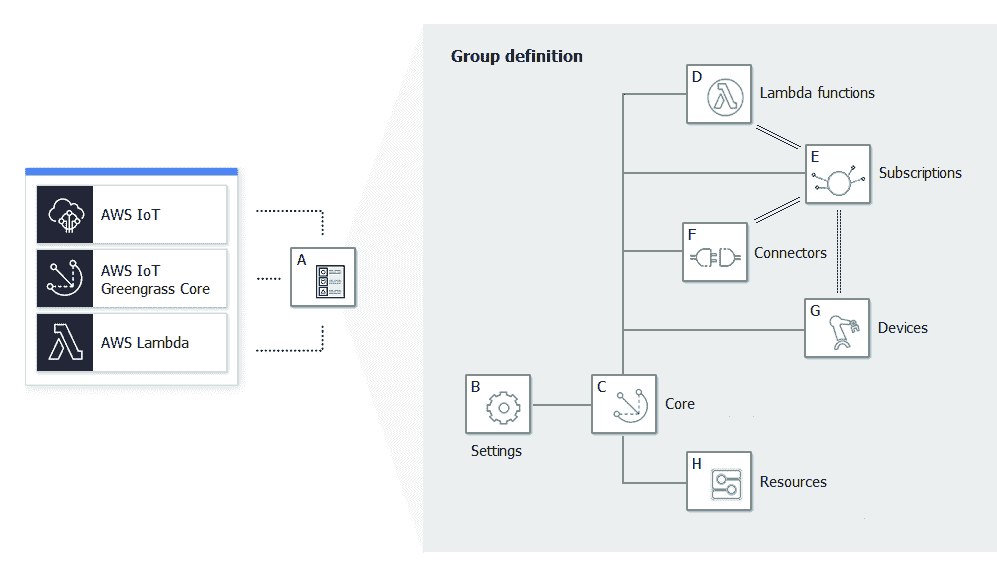 Group definition
D
Lambda functions
E
Subscriptions
AWS IoT
F
Connectors
A
AWS IoT
Greengrass Core
G
Devices
AWS Lambda
B
Settings
C
Core
H
Resources